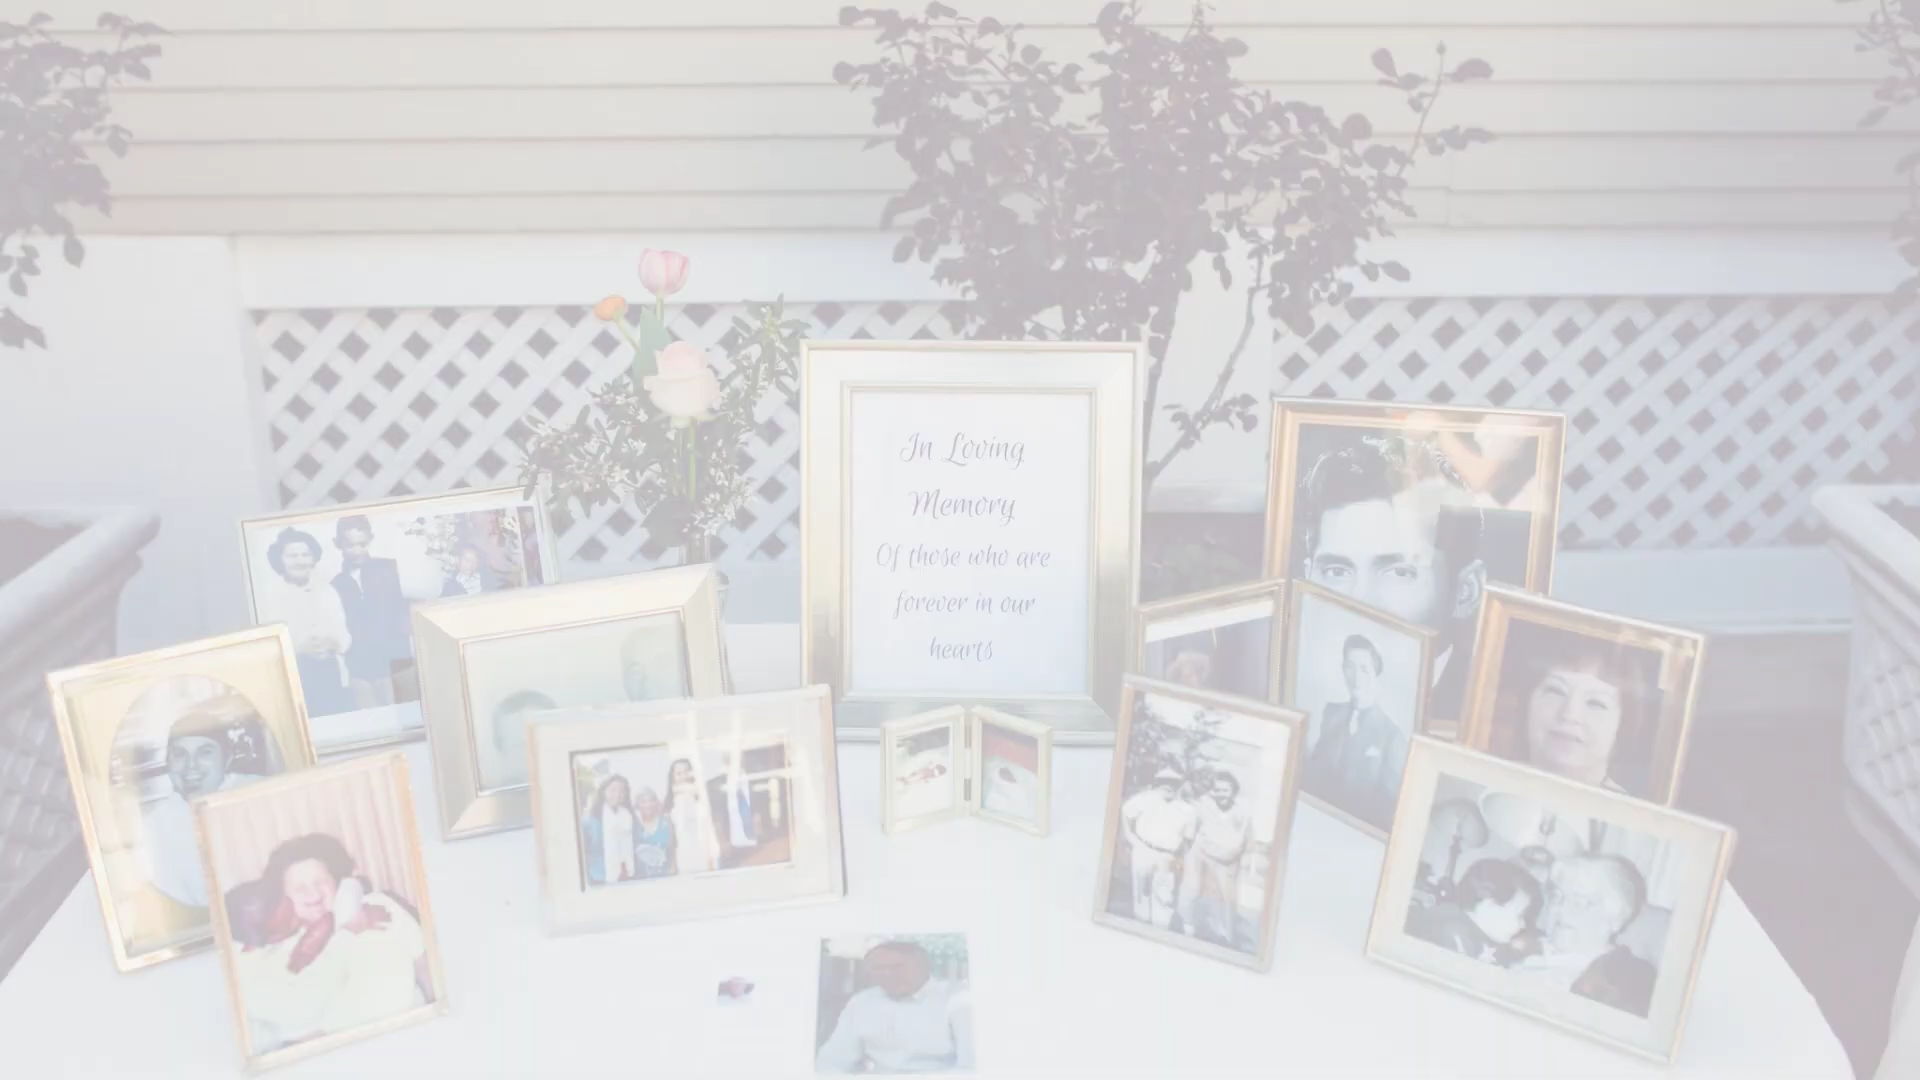 In Loving
Memory
Of those who are
forever in our
hearts